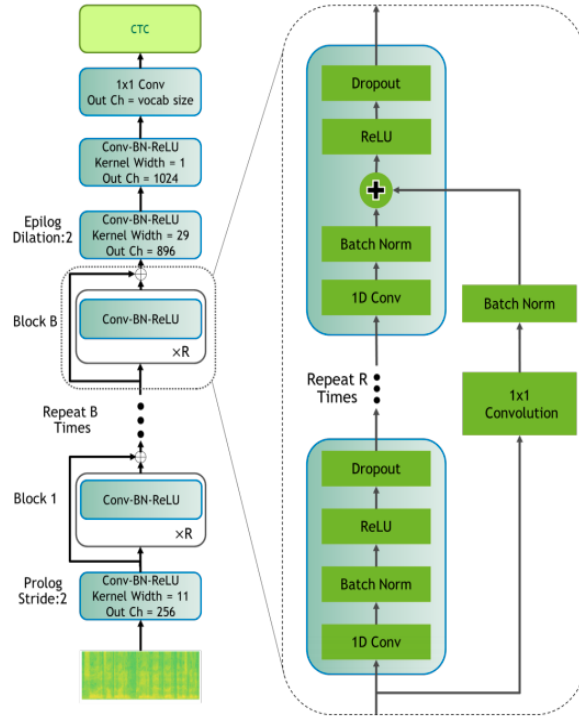 CTC
1x1 Conv
Out Ch = vocab size
Conv-BN-ReLU
Kernel Width = 1
Out Ch = 1024
Epilog
Dilation:2
Conv-BN-ReLU
Kernel Width = 29
Out Ch = 896
Block B
Conv-BN-ReLU
×R
Repeat B
Times
Block 1
Conv-BN-ReLU
×R
Prolog
Stride:2
Conv-BN-ReLU
Kernel Width = 11
Out Ch = 256
Dropout
ReLU
+
Batch Norm
1D Conv
Batch Norm
1x1
Convolution
Repeat R
Times
Dropout
ReLU
Batch Norm
1D Conv